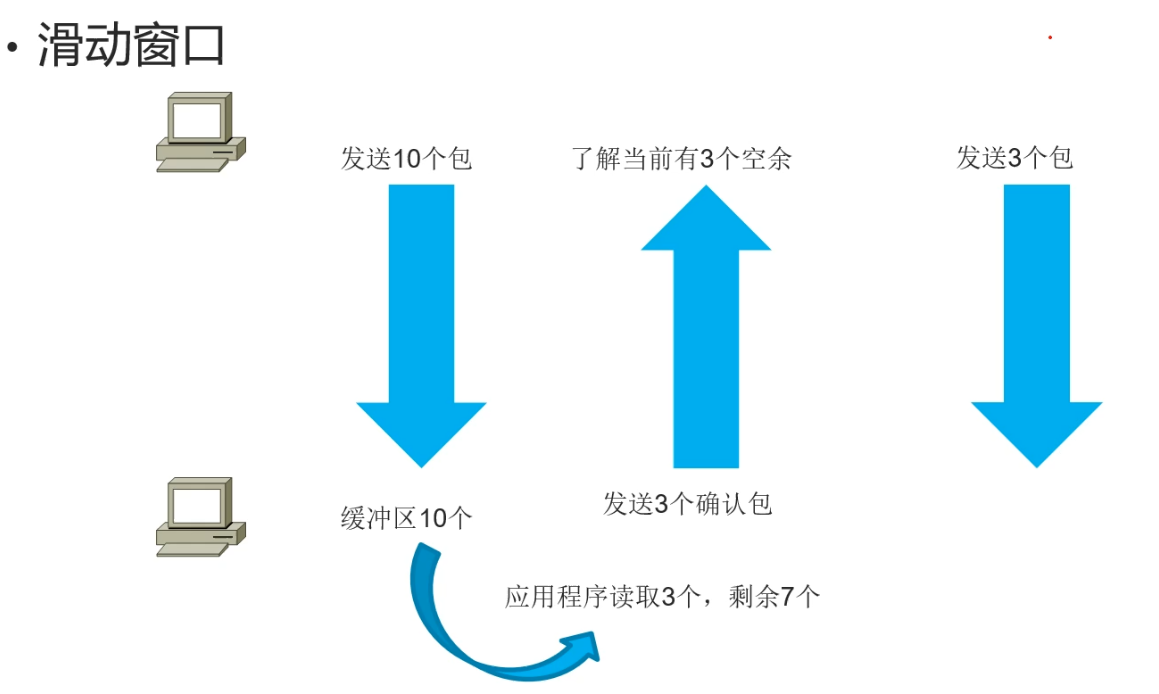 • 滑动窗口
发送10个包
了解当前有3个空余
发送3个包
缓冲区10个
发送3个确认包
应用程序读取3个，剩余7个